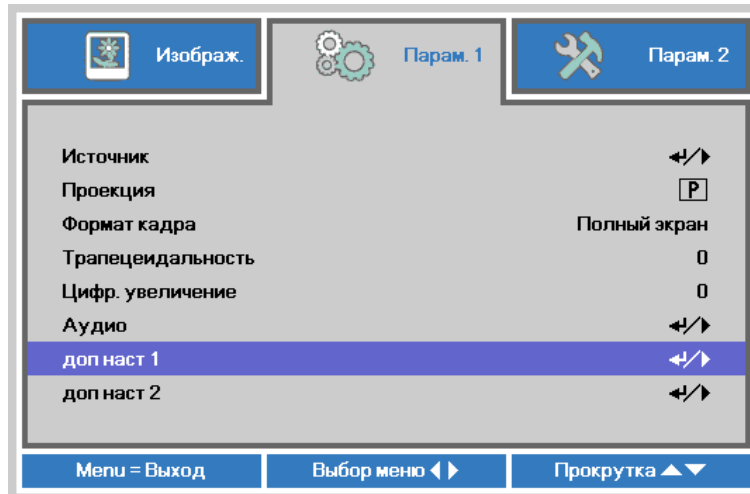 Изображ. Парам. 1 Парам. 2
Источник
Проекция P
Формат кадра Полный экран
Трапецеидальность 0
Цифр. увеличение 0
Аудио
доп наст 1
доп наст 2
Menu = Выход Выбор меню Прокрутка